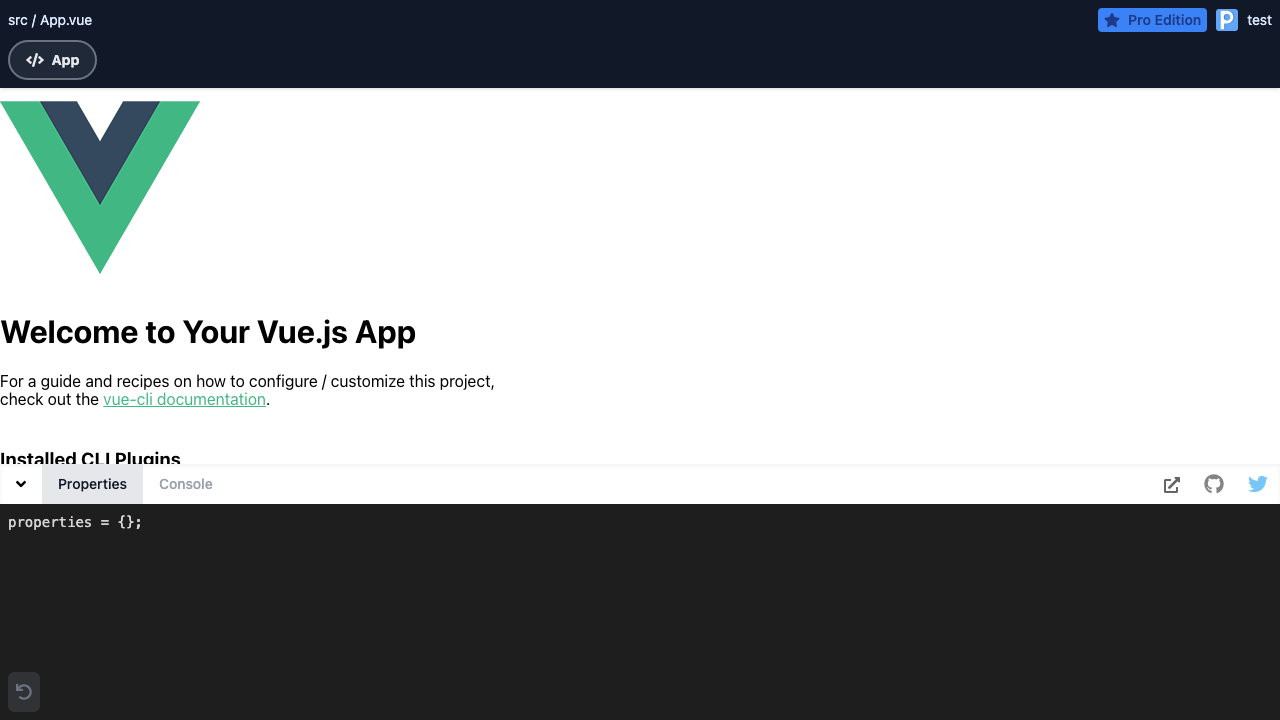 src / App.vue
Pro Edition
test
</> App
Welcome to Your Vue.js App
For a guide and recipes on how to configure / customize this project,
check out the vue-cli documentation.
Installed CLI Plugins
Properties
Console
properties = {};